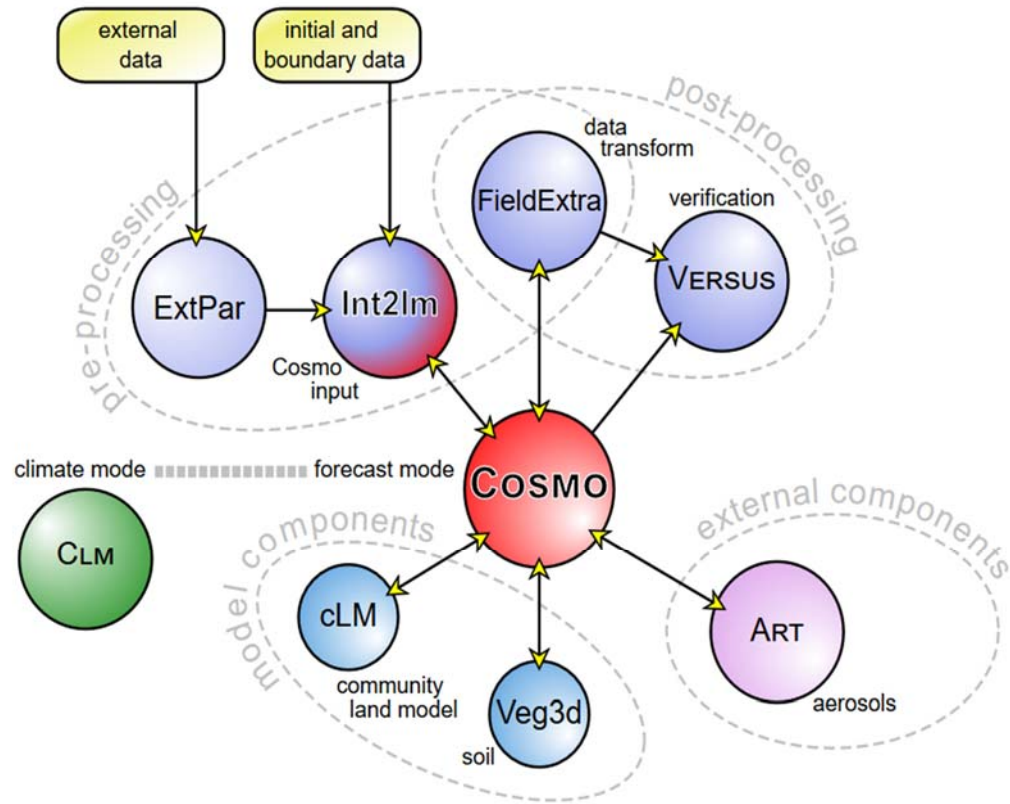 external
data
initial and
boundary data
pre-processing
post-processing
data
transform
FieldExtra
verification
VERSUS
ExtPar
Int2lm
Cosmo
input
climate mode
forecast mode
COSMO
CLM
model components
external components
cLM
community
land model
Veg3d
soil
ART
aerosols